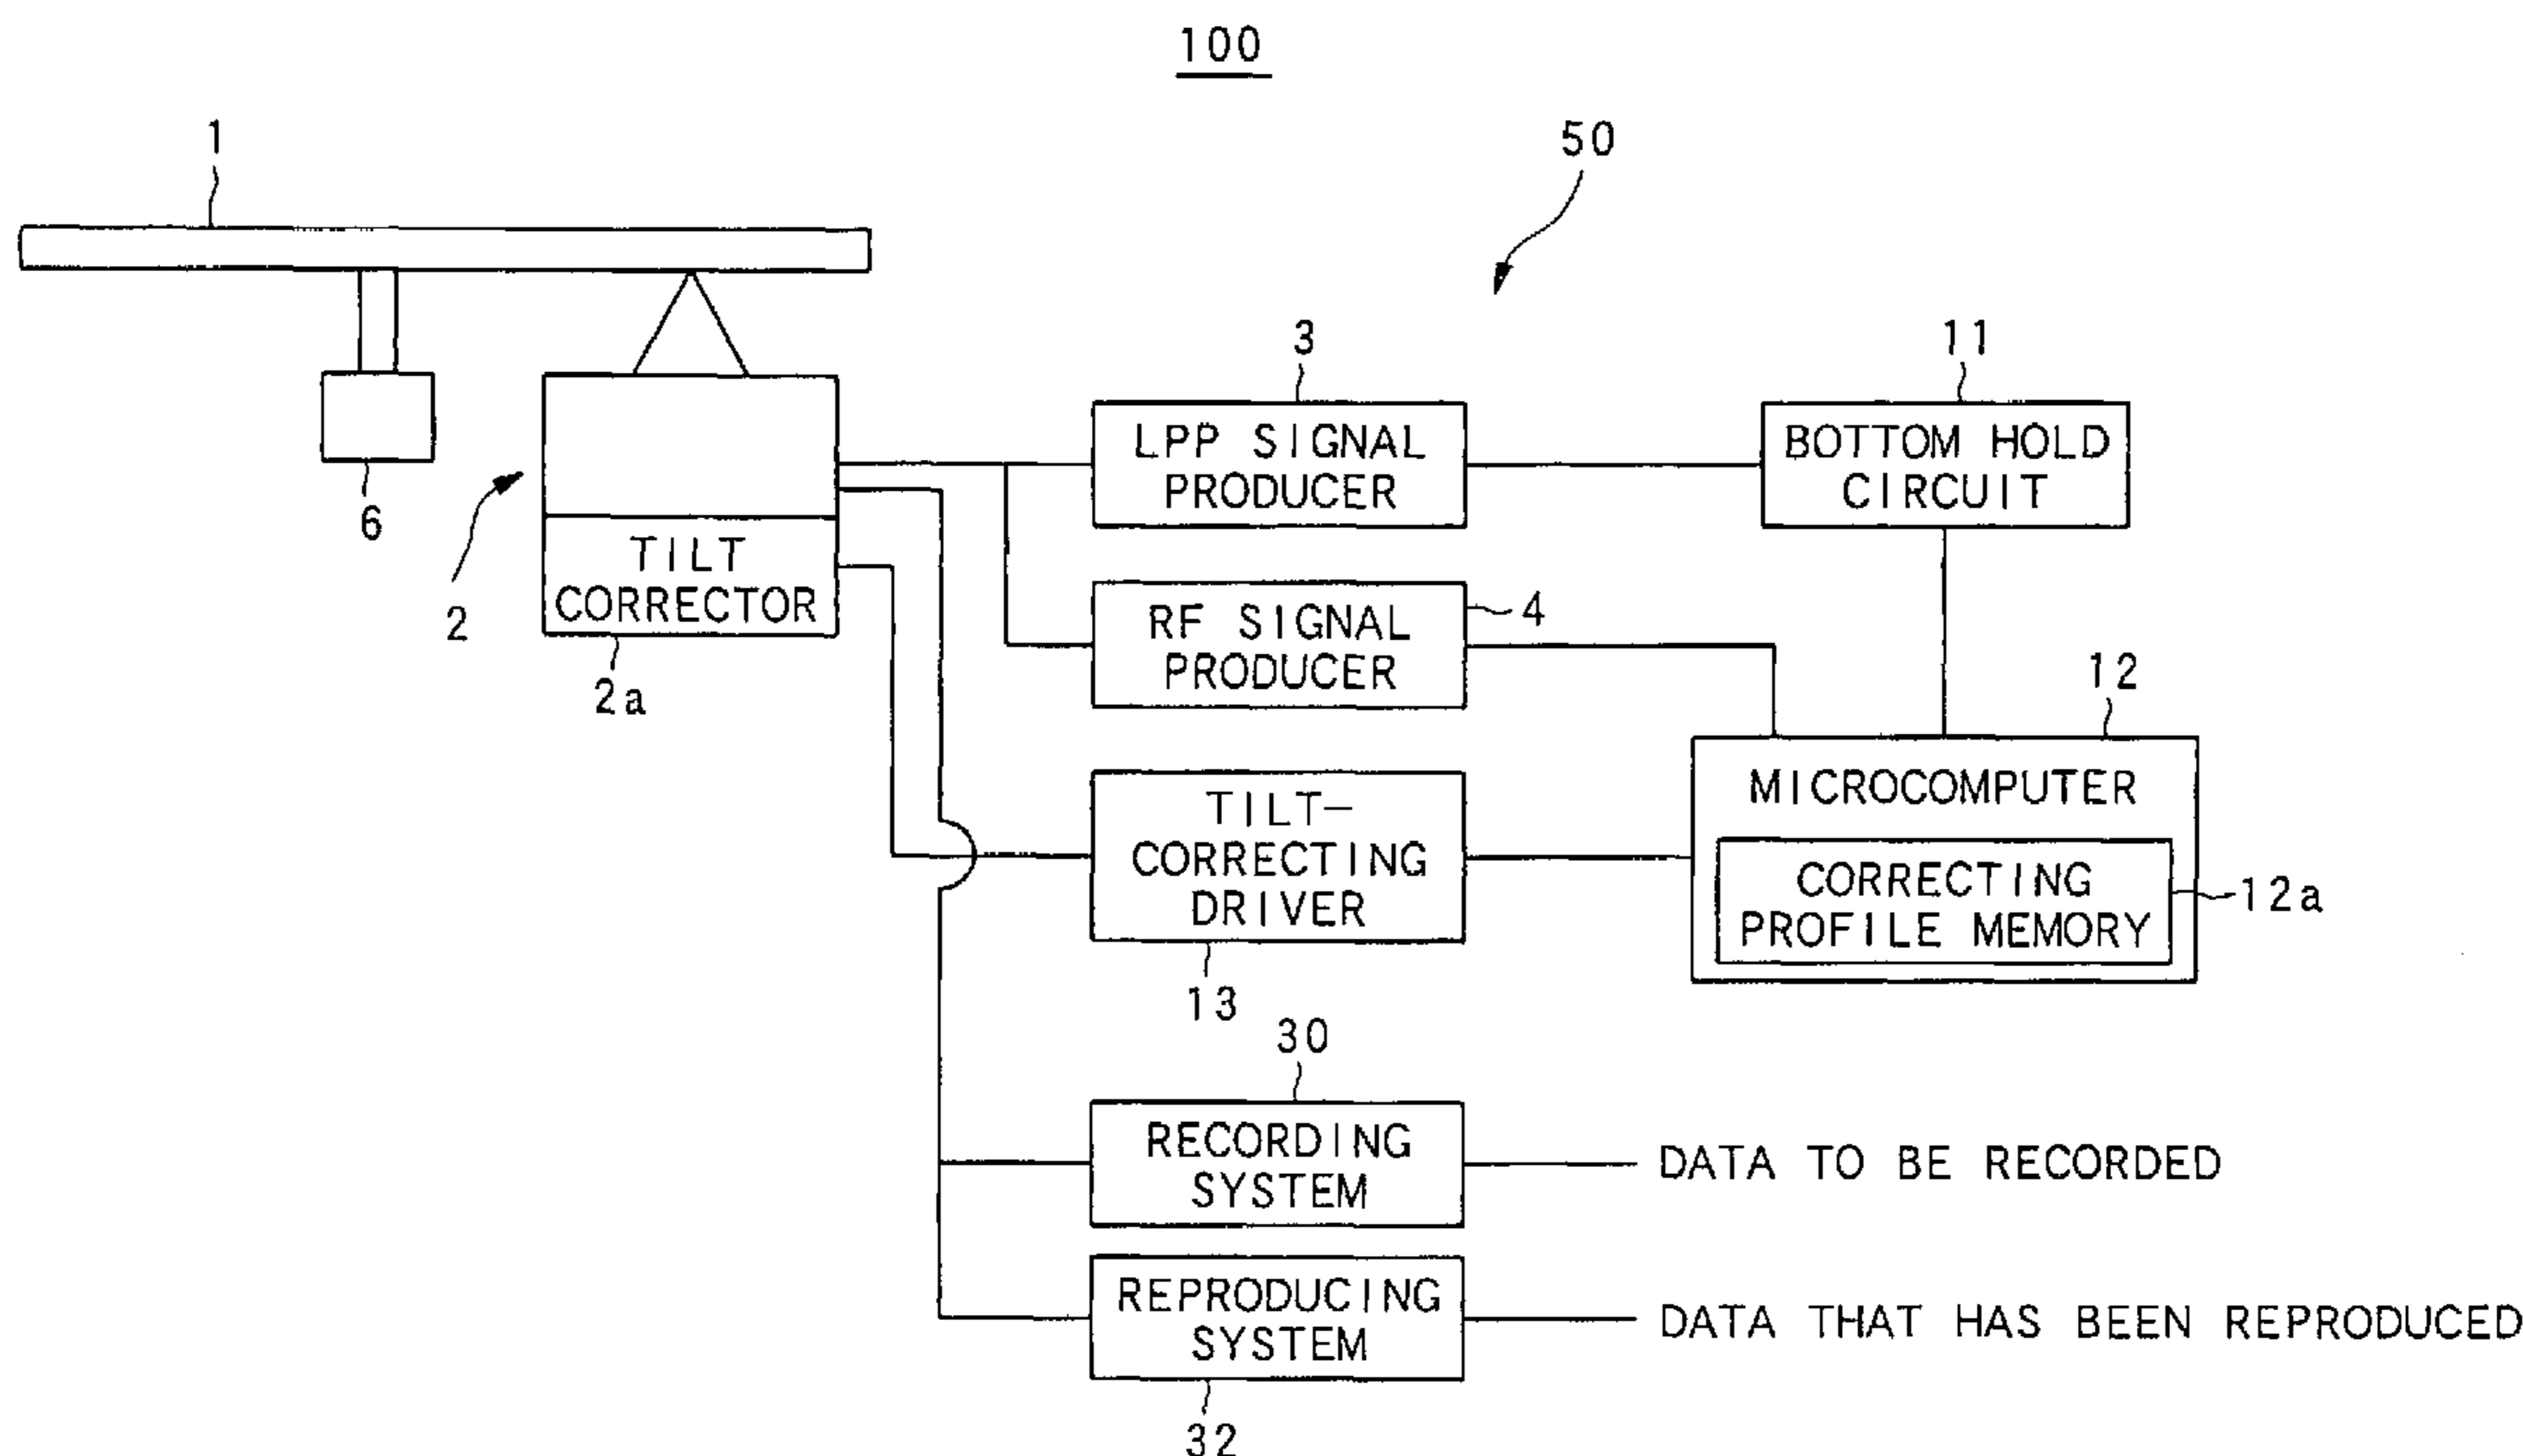 100
1
50
3
11
LPP SIGNAL
PRODUCER
BOTTOM HOLD
CIRCUIT
6
2
TILT
CORRECTOR
2a
RF SIGNAL
PRODUCER
4
12
MICROCOMPUTER
TILT-
CORRECTING
DRIVER
CORRECTING
PROFILE MEMORY
12a
13
30
RECORDING
SYSTEM
DATA TO BE RECORDED
REPRODUCING
SYSTEM
DATA THAT HAS BEEN REPRODUCED
32